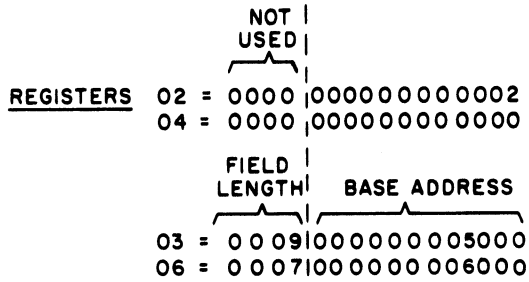 NOT
USED
REGISTERS 02 = 0000 000000000002
04 = 0000 000000000000
FIELD
LENGTH BASE ADDRESS
03 = 0009 000000005000
06 = 0007 000000006000